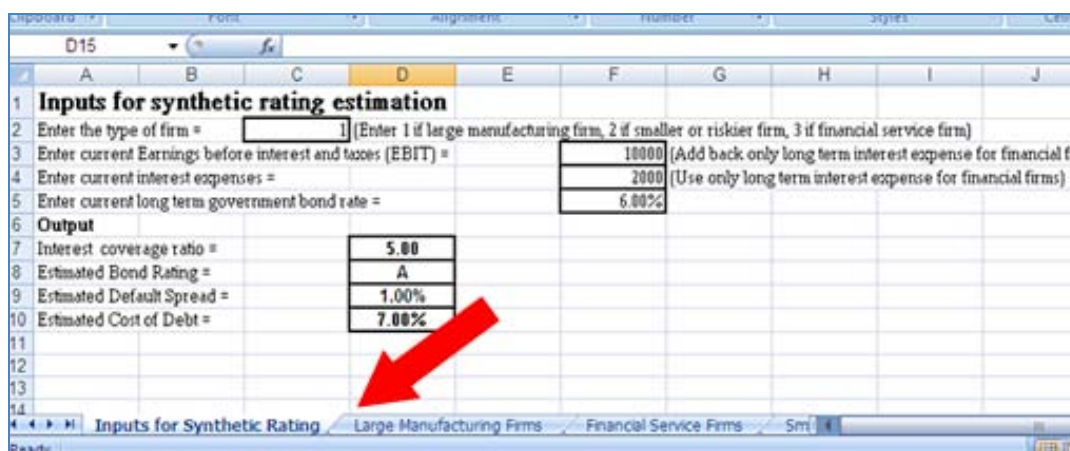 Clipboard Font Alignment Number Styles Cell
D15 fx
A B C D E F G H I J
1 Inputs for synthetic rating estimation
2 Enter the type of firm = 1 (Enter 1 if large manufacturing firm, 2 if smaller or riskier firm, 3 if financial service firm)
3 Enter current Earnings before interest and taxes (EBIT) = 10000 (Add back only long term interest expense for financial f
4 Enter current interest expenses = 2000 (Use only long term interest expense for financial firms)
5 Enter current long term government bond rate = 6.00%
6 Output
7 Interest coverage ratio = 5.00
8 Estimated Bond Rating = A
9 Estimated Default Spread = 1.00%
10 Estimated Cost of Debt = 7.00%
11
12
13
14
Inputs for Synthetic Rating Large Manufacturing Firms Financial Service Firms Sm
Ready